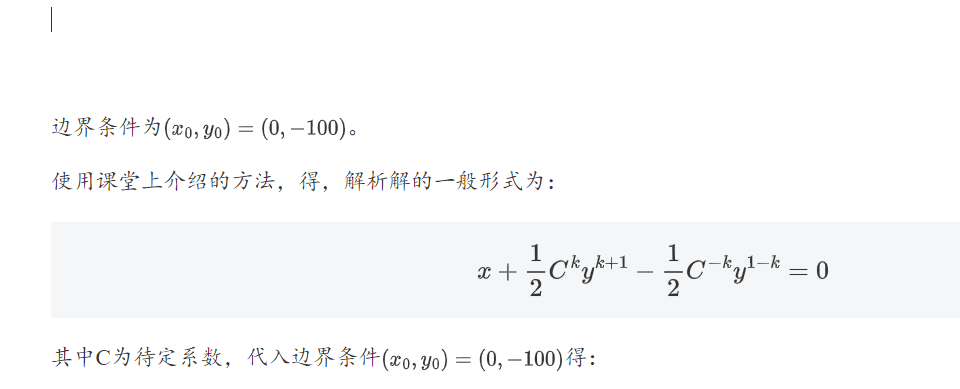 边界条件为$(x_0, y_0) = (0, -100)$。
使用课堂上介绍的方法，得，解析解的一般形式为：
$x + \frac{1}{2}C^k y^{k+1} - \frac{1}{2}C^{-k} y^{1-k} = 0$
其中C为待定系数，代入边界条件$(x_0, y_0) = (0, -100)$得：